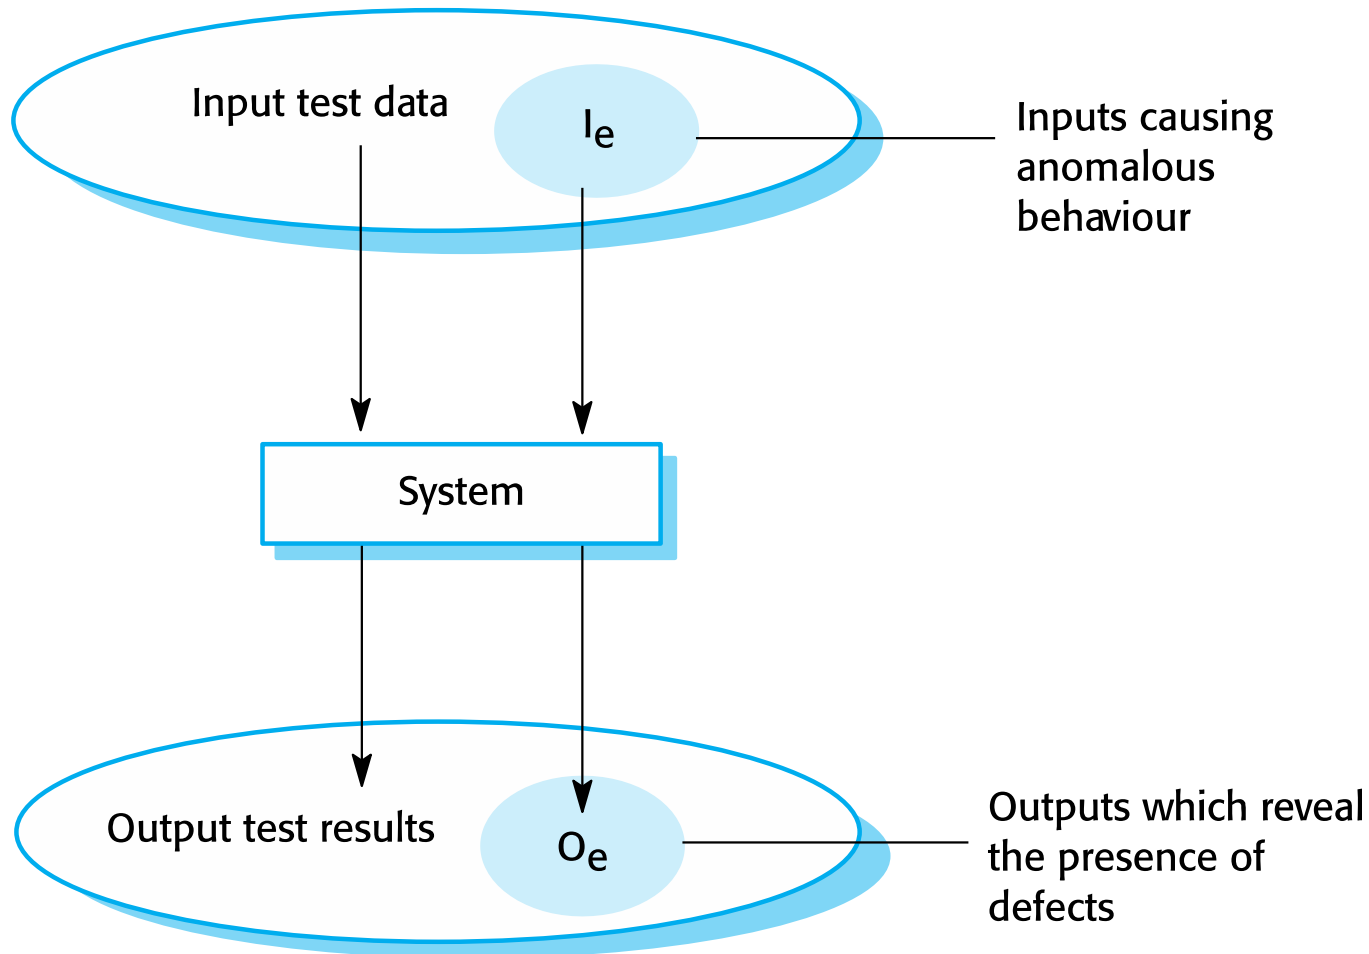 Input test data
Ie
Inputs causing
anomalous
behaviour
System
Output test results
Oe
Outputs which reveal
the presence of
defects